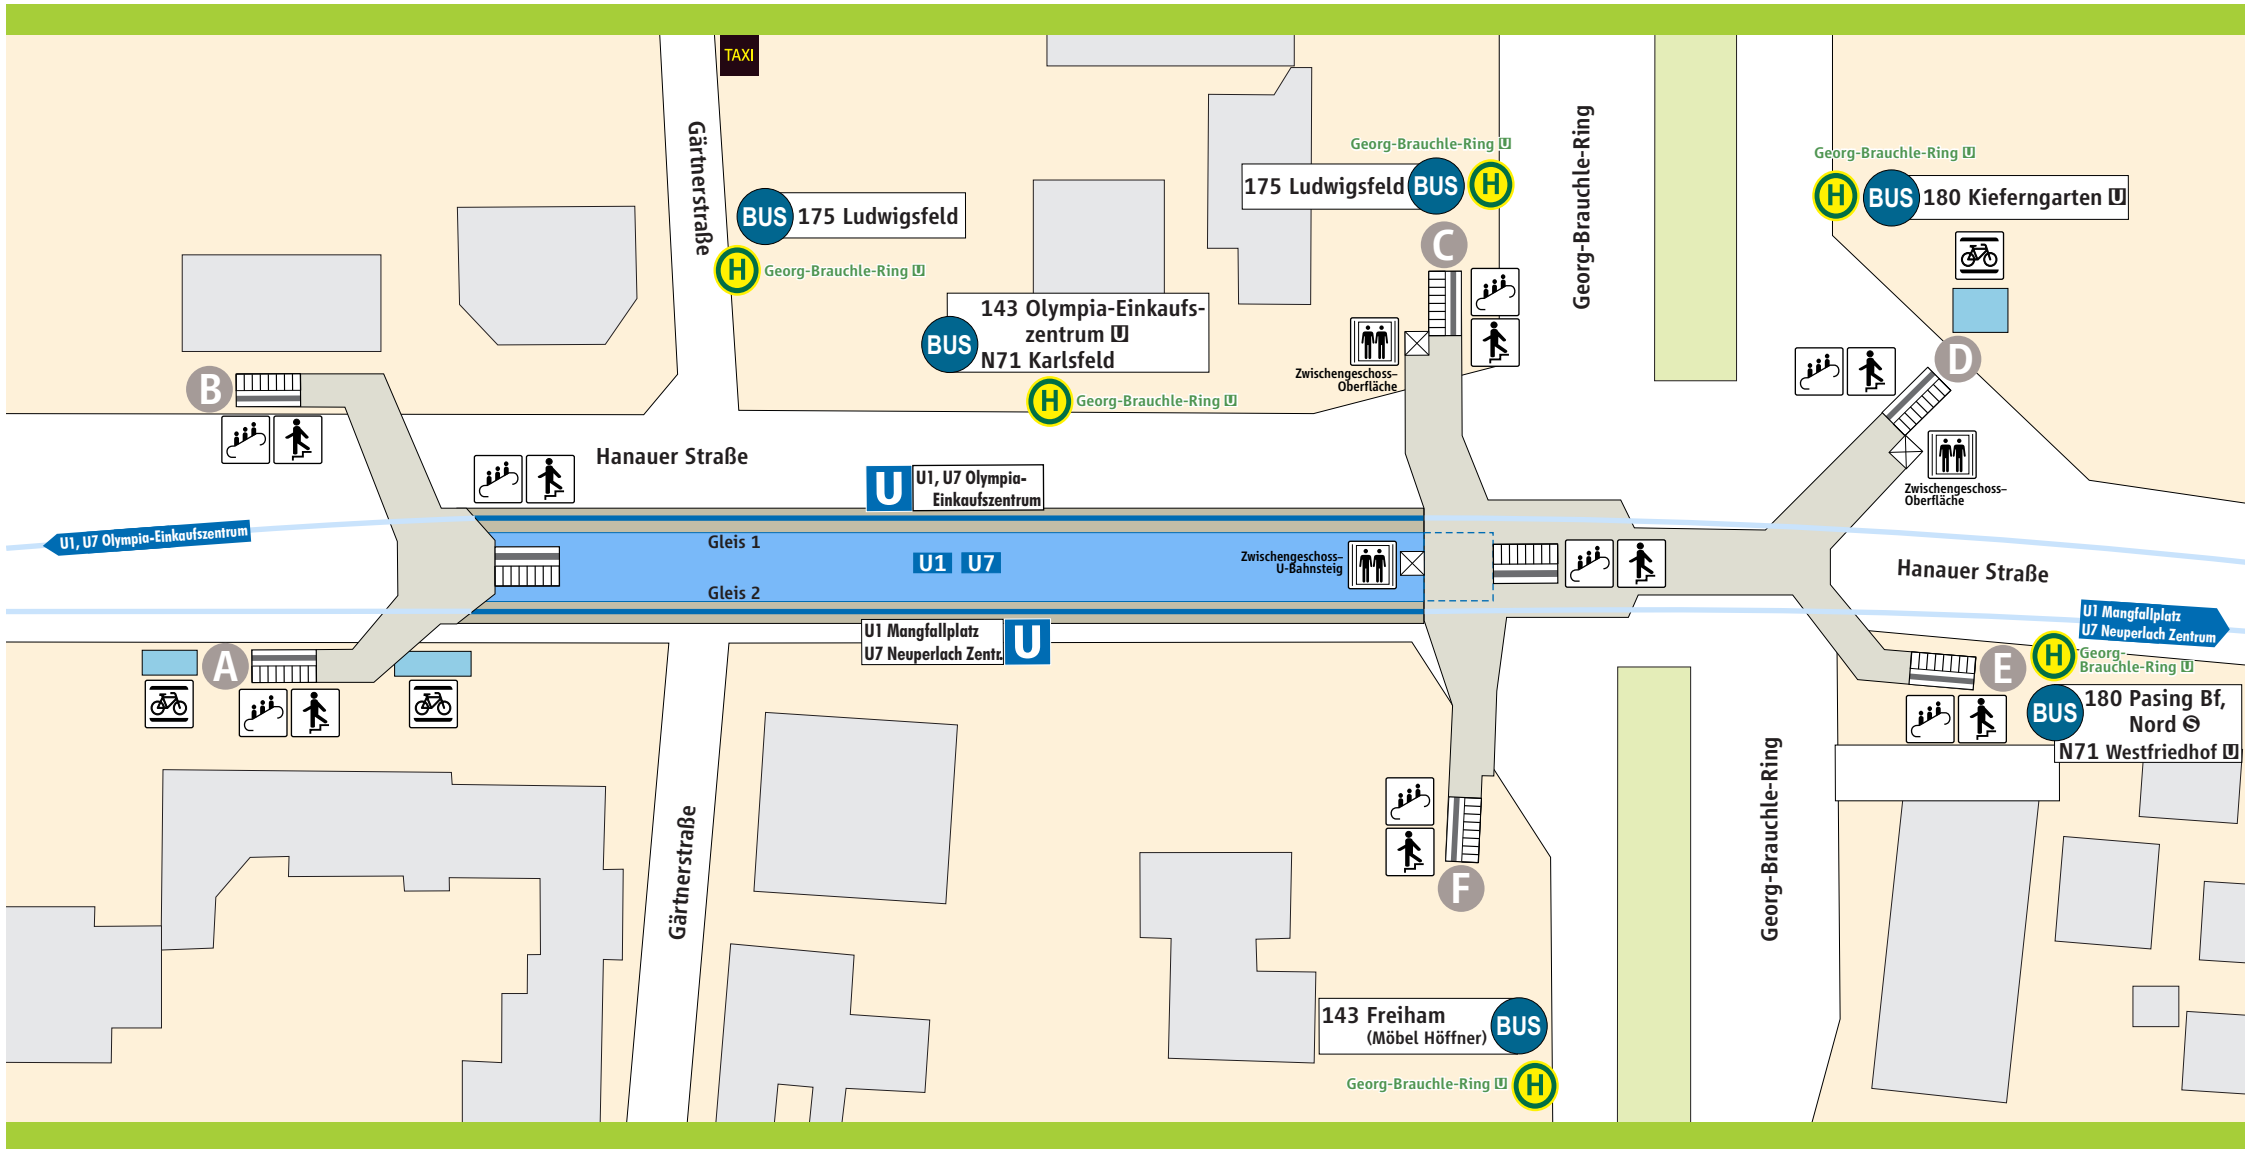 TAXI
Gärtnerstraße
BUS
175 Ludwigsfeld
H
Georg-Brauchle-Ring U
BUS
143 Olympia-Einkaufs-
zentrum U
N71 Karlsfeld
H
Georg-Brauchle-Ring U
Georg-Brauchle-Ring U
175 Ludwigsfeld
BUS
H
C
Zwischengeschoss-
Oberfläche
Georg-Brauchle-Ring
Georg-Brauchle-Ring U
H
BUS
180 Kieferngarten U
D
Zwischengeschoss-
Oberfläche
B
Hanauer Straße
U
U1, U7 Olympia-
Einkaufszentrum
U1, U7 Olympia-Einkaufszentrum
Gleis 1
U1
U7
Gleis 2
Zwischengeschoss-
U-Bahnsteig
Hanauer Straße
U1 Mangfallplatz
U7 Neuperlach Zentrum
U1 Mangfallplatz
U7 Neuperlach Zentr.
U
A
E
H
Georg-
Brauchle-Ring U
BUS
180 Pasing Bf,
Nord S
N71 Westfriedhof U
Gärtnerstraße
F
Georg-Brauchle-Ring
143 Freiham
(Möbel Höffner)
BUS
Georg-Brauchle-Ring U
H